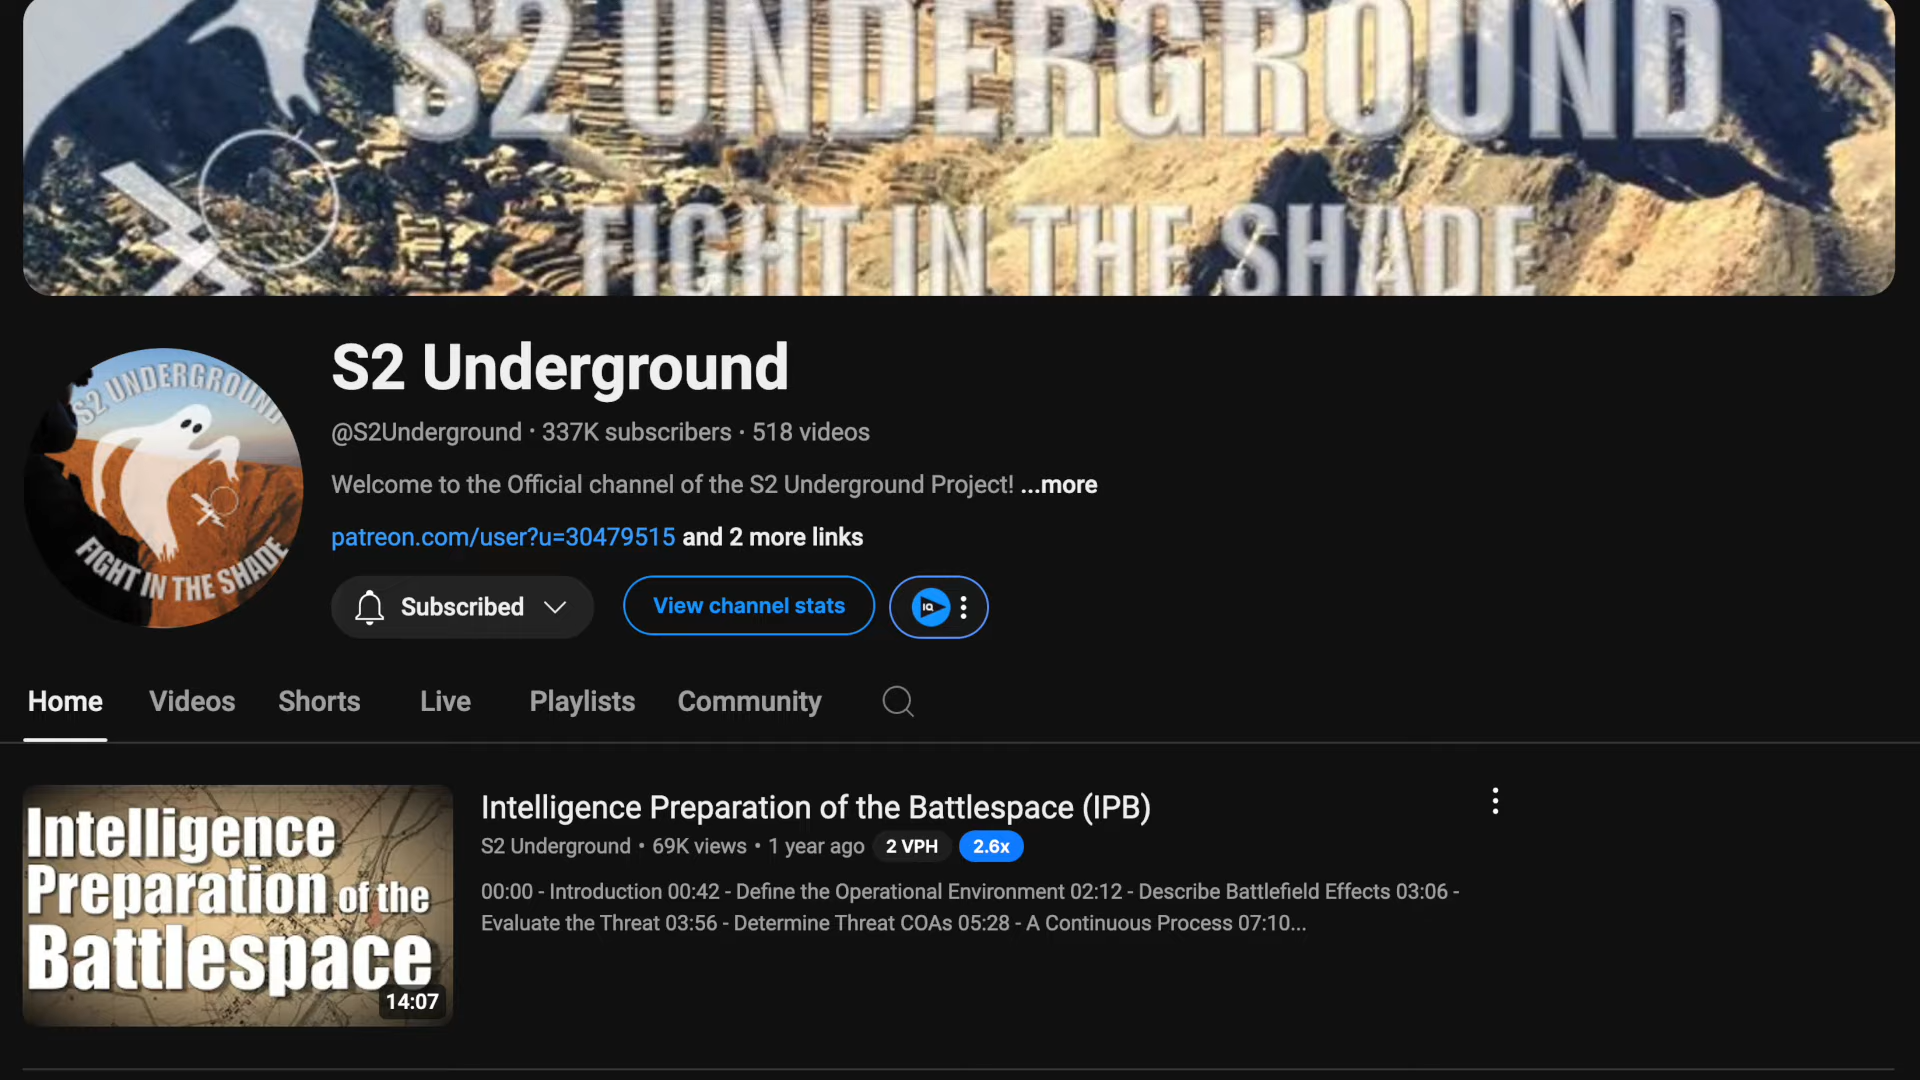 S2 UNDERGROUND
FIGHT IN THE SHADE
S2 UNDERGROUND
FIGHT IN THE SHADE
S2 Underground
@S2Underground · 337K subscribers · 518 videos
Welcome to the Official channel of the S2 Underground Project! ...more
patreon.com/user?u=30479515 and 2 more links
Subscribed
View channel stats
IQ
Home Videos Shorts Live Playlists Community
Intelligence
Preparation of the
Battlespace
14:07
Intelligence Preparation of the Battlespace (IPB)
S2 Underground • 69K views • 1 year ago 2 VPH 2.6x
00:00 - Introduction 00:42 - Define the Operational Environment 02:12 - Describe Battlefield Effects 03:06 -
Evaluate the Threat 03:56 - Determine Threat COAs 05:28 - A Continuous Process 07:10...